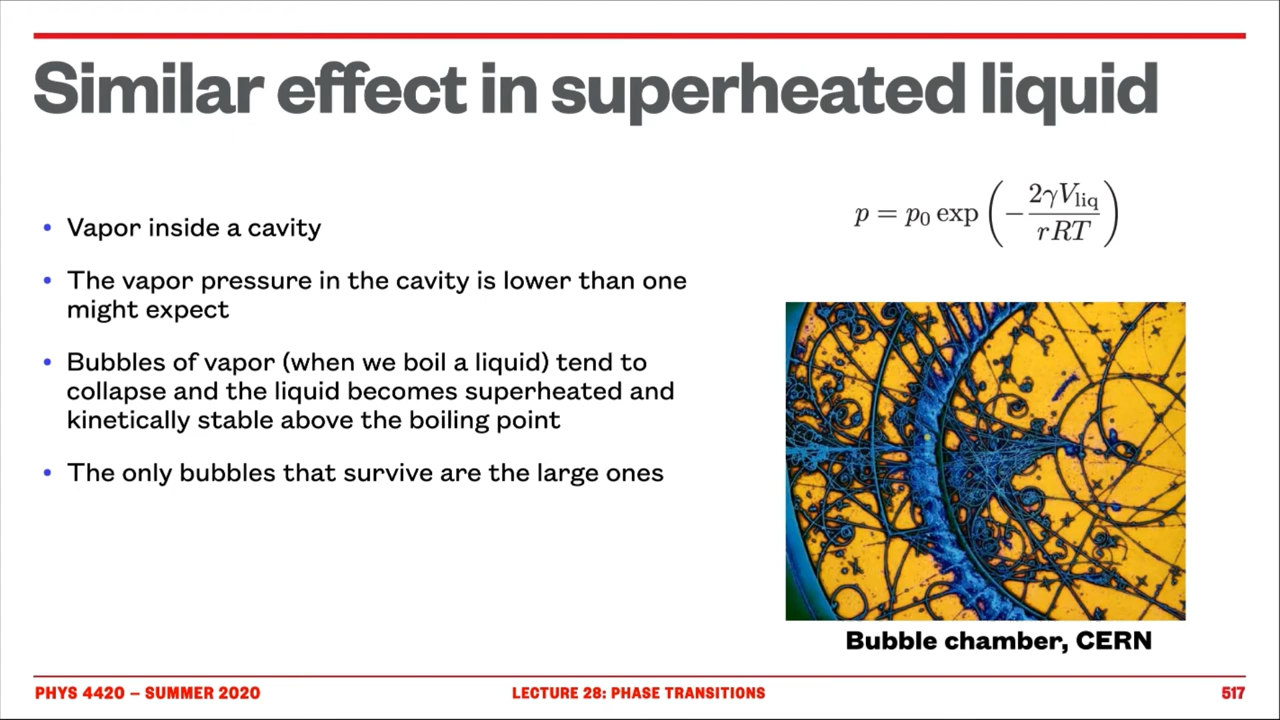 Similar effect in superheated liquid
• Vapor inside a cavity
• The vapor pressure in the cavity is lower than one
might expect
• Bubbles of vapor (when we boil a liquid) tend to
collapse and the liquid becomes superheated and
kinetically stable above the boiling point
• The only bubbles that survive are the large ones
p = p₀ exp (−2γV_liq / rRT)
Bubble chamber, CERN
PHYS 4420 – SUMMER 2020
LECTURE 28: PHASE TRANSITIONS
517